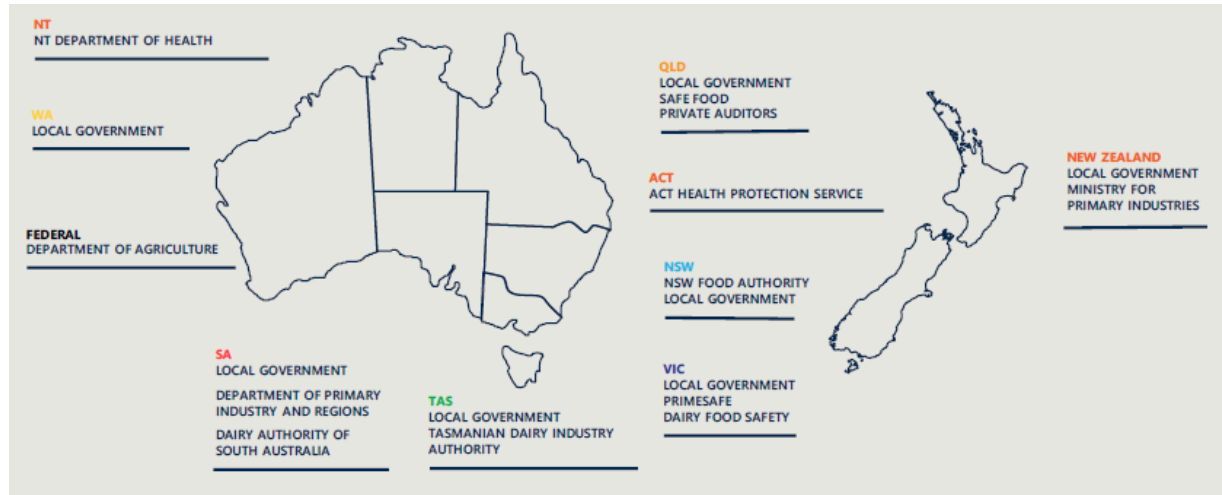 NT
NT DEPARTMENT OF HEALTH
WA
LOCAL GOVERNMENT
FEDERAL
DEPARTMENT OF AGRICULTURE
SA
LOCAL GOVERNMENT
DEPARTMENT OF PRIMARY
INDUSTRY AND REGIONS
DAIRY AUTHORITY OF
SOUTH AUSTRALIA
TAS
LOCAL GOVERNMENT
TASMANIAN DAIRY INDUSTRY
AUTHORITY
QLD
LOCAL GOVERNMENT
SAFE FOOD
PRIVATE AUDITORS
ACT
ACT HEALTH PROTECTION SERVICE
NSW
NSW FOOD AUTHORITY
LOCAL GOVERNMENT
VIC
LOCAL GOVERNMENT
PRIMESAFE
DAIRY FOOD SAFETY
NEW ZEALAND
LOCAL GOVERNMENT
MINISTRY FOR
PRIMARY INDUSTRIES